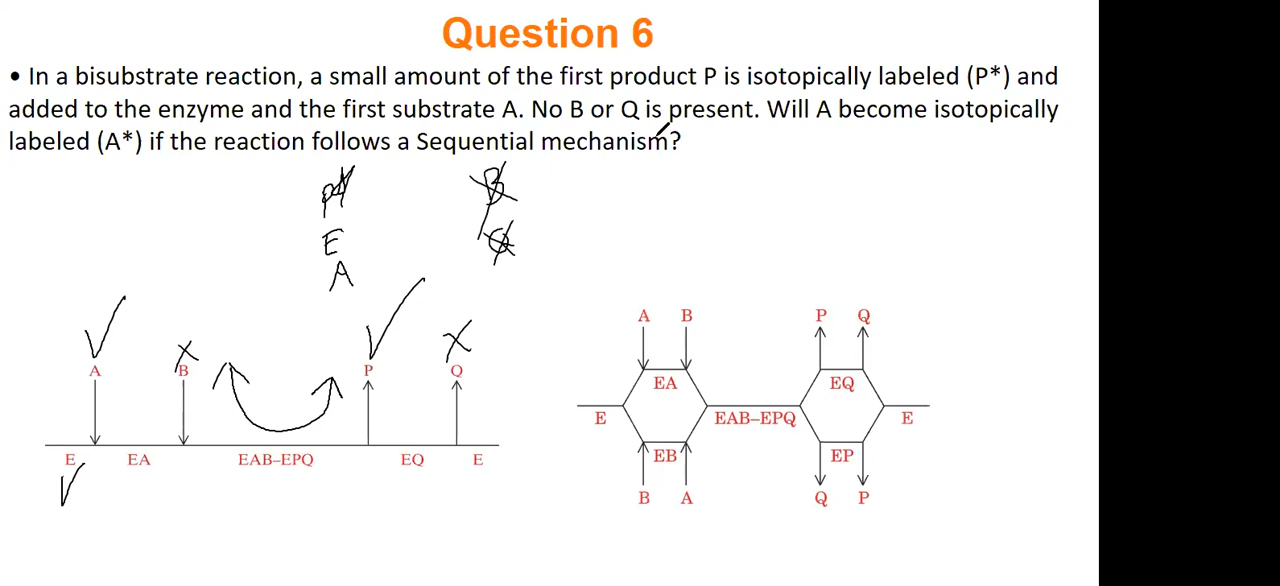 Question 6
• In a bisubstrate reaction, a small amount of the first product P is isotopically labeled (P*) and
added to the enzyme and the first substrate A. No B or Q is present. Will A become isotopically
labeled (A*) if the reaction follows a Sequential mechanism?
P* B
E Q
A
A B P Q
E EA EAB–EPQ EQ E
A B P Q
EA EQ
E EAB–EPQ E
EB EP
B A Q P